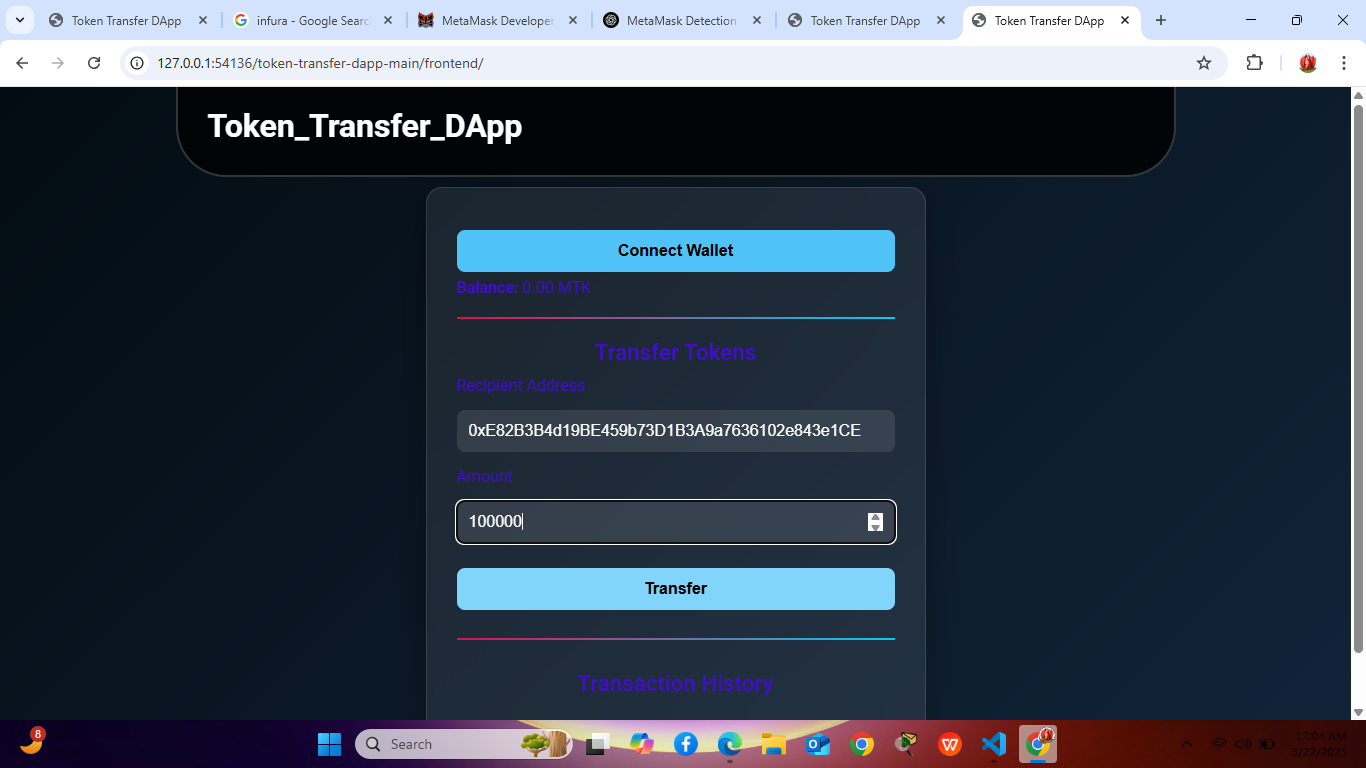 Token Transfer DApp
infura - Google Searc
MetaMask Developer
MetaMask Detection
Token Transfer DApp
Token Transfer DApp
127.0.0.1:54136/token-transfer-dapp-main/frontend/
Token_Transfer_DApp
Connect Wallet
Balance: 0.00 MTK
Transfer Tokens
Recipient Address
0xE82B3B4d19BE459b73D1B3A9a7636102e843e1CE
Amount
100000
Transfer
Transaction History
8
Search
12:04 AM
3/22/2025